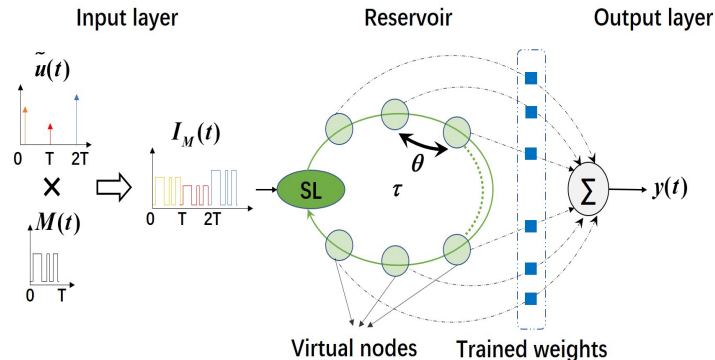 Input layer
Reservoir
Output layer
ũ(t)
0 T 2T
×
M(t)
0 T
I_M(t)
0 T 2T
SL
θ
τ
Σ
y(t)
Virtual nodes
Trained weights